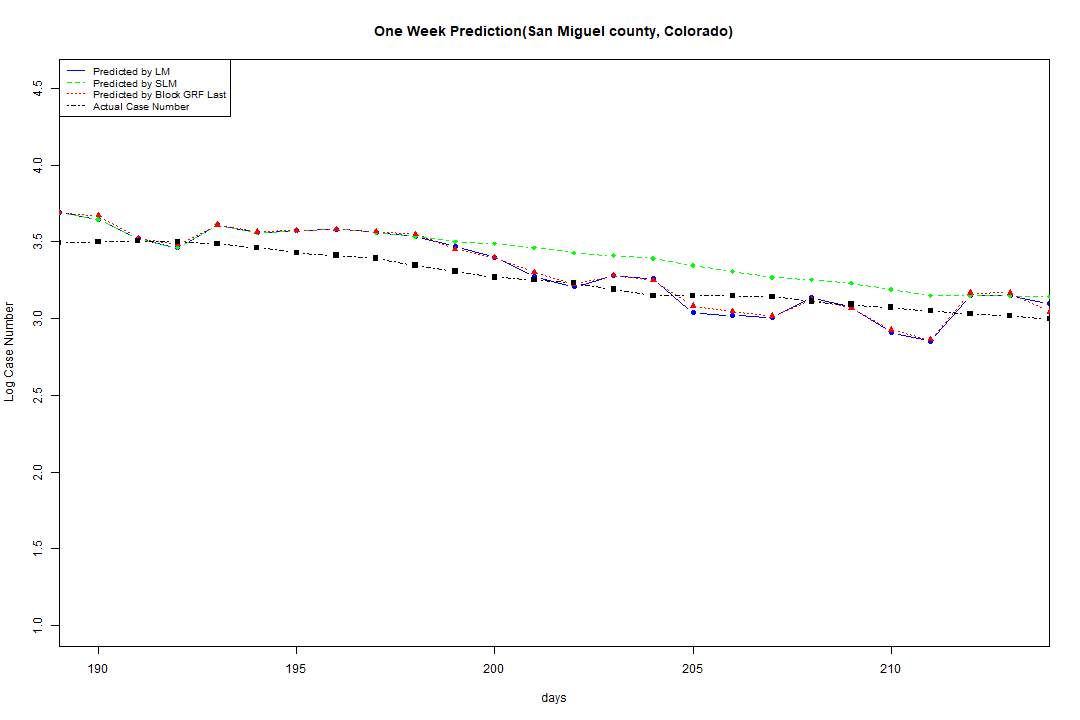 One Week Prediction(San Miguel county, Colorado)
Predicted by LM
Predicted by SLM
Predicted by Block GRF Last
Actual Case Number
4.5
4.0
3.5
3.0
2.5
2.0
1.5
1.0
Log Case Number
190 195 200 205 210
days